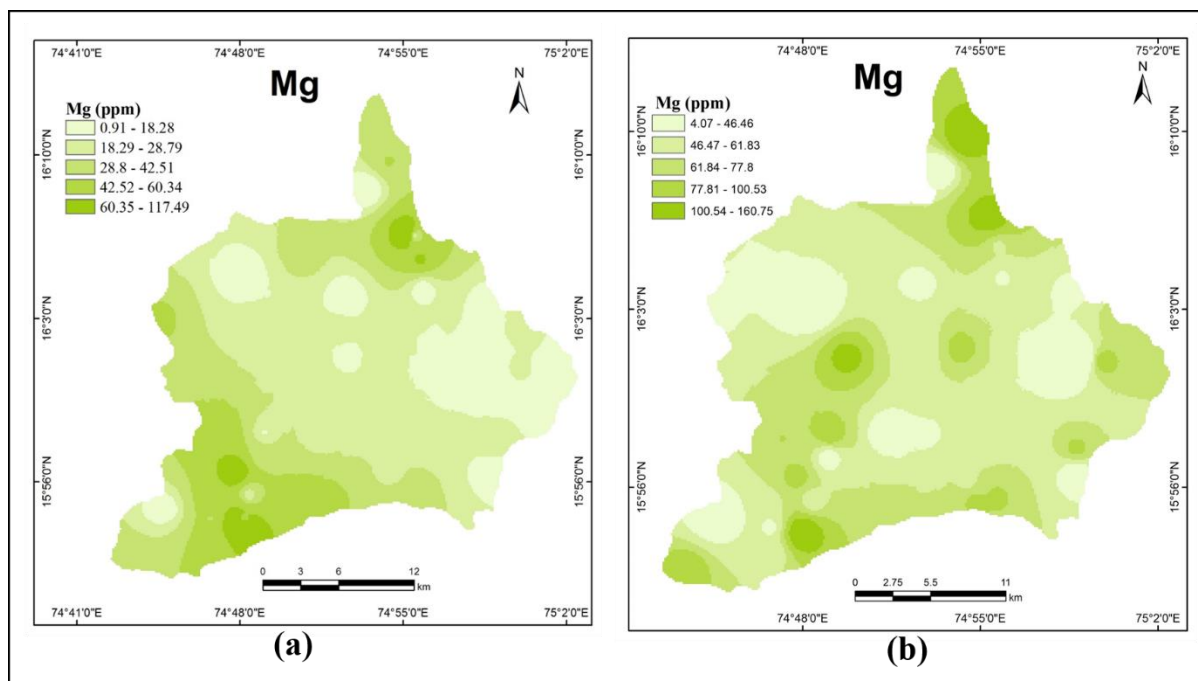 74°41'0"E 74°48'0"E 74°55'0"E 75°2'0"E
Mg
N
Mg (ppm)
0.91 - 18.28
18.29 - 28.79
28.8 - 42.51
42.52 - 60.34
60.35 - 117.49
16°10'0"N 16°10'0"N
16°3'0"N 16°3'0"N
15°56'0"N 15°56'0"N
0 3 6 12
km
74°41'0"E 74°48'0"E 74°55'0"E 75°2'0"E
(a)
74°48'0"E 74°55'0"E 75°2'0"E
Mg
N
Mg (ppm)
4.07 - 46.46
46.47 - 61.83
61.84 - 77.8
77.81 - 100.53
100.54 - 160.75
16°10'0"N 16°10'0"N
16°3'0"N 16°3'0"N
15°56'0"N 15°56'0"N
0 2.75 5.5 11
km
74°48'0"E 74°55'0"E 75°2'0"E
(b)